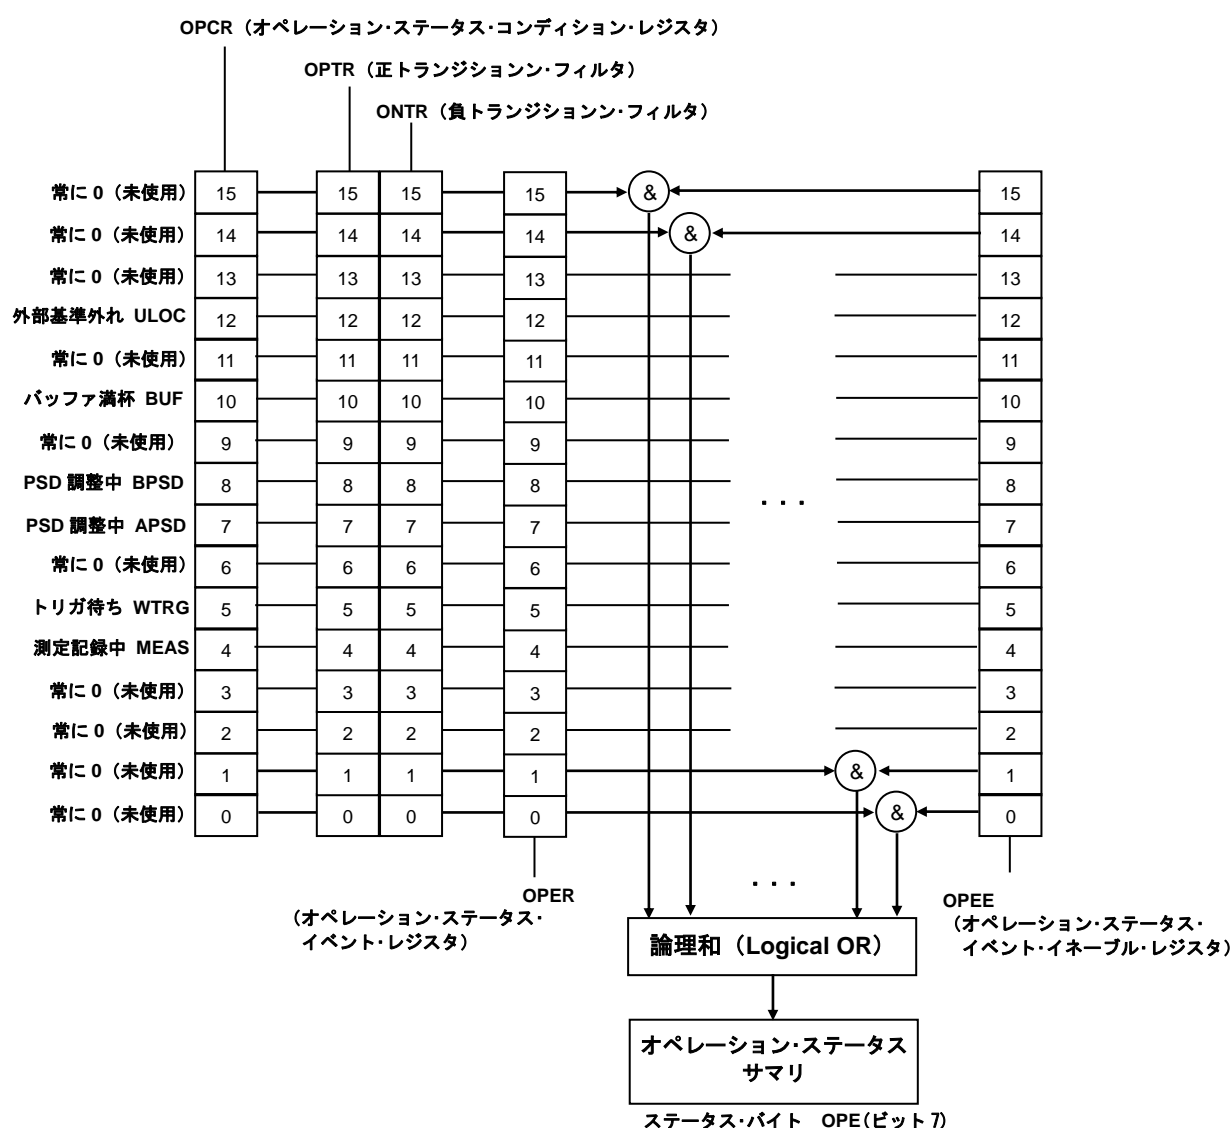 OPCR（オペレーション･ステータス･コンディション･レジスタ）
OPTR（正トランジションン･フィルタ）
ONTR（負トランジションン･フィルタ）
常に 0（未使用） 15 15 15 15 & 15
常に 0（未使用） 14 14 14 14 & 14
常に 0（未使用） 13 13 13 13 13
外部基準外れ ULOC 12 12 12 12 12
常に 0（未使用） 11 11 11 11 11
バッファ満杯 BUF 10 10 10 10 10
常に 0（未使用） 9 9 9 9 9
PSD 調整中 BPSD 8 8 8 8 ･･･ 8
PSD 調整中 APSD 7 7 7 7 7
常に 0（未使用） 6 6 6 6 6
トリガ待ち WTRG 5 5 5 5 5
測定記録中 MEAS 4 4 4 4 4
常に 0（未使用） 3 3 3 3 3
常に 0（未使用） 2 2 2 2 2
常に 0（未使用） 1 1 1 1 & 1
常に 0（未使用） 0 0 0 0 & 0
･･･
OPER
（オペレーション･ステータス･
イベント･レジスタ）
OPEE
（オペレーション･ステータス･
イベント･イネーブル･レジスタ）
論理和（Logical OR）
オペレーション･ステータス
サマリ
ステータス･バイト OPE(ビット 7)